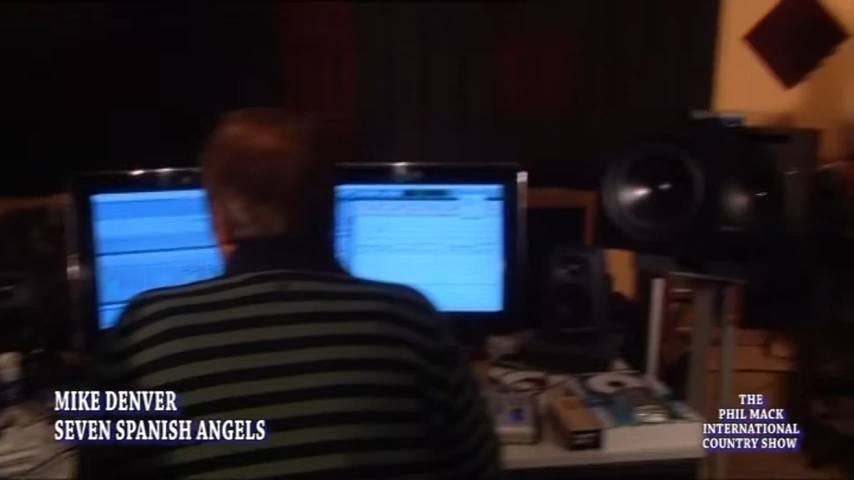 MIKE DENVER
SEVEN SPANISH ANGELS
THE
PHIL MACK
INTERNATIONAL
COUNTRY SHOW